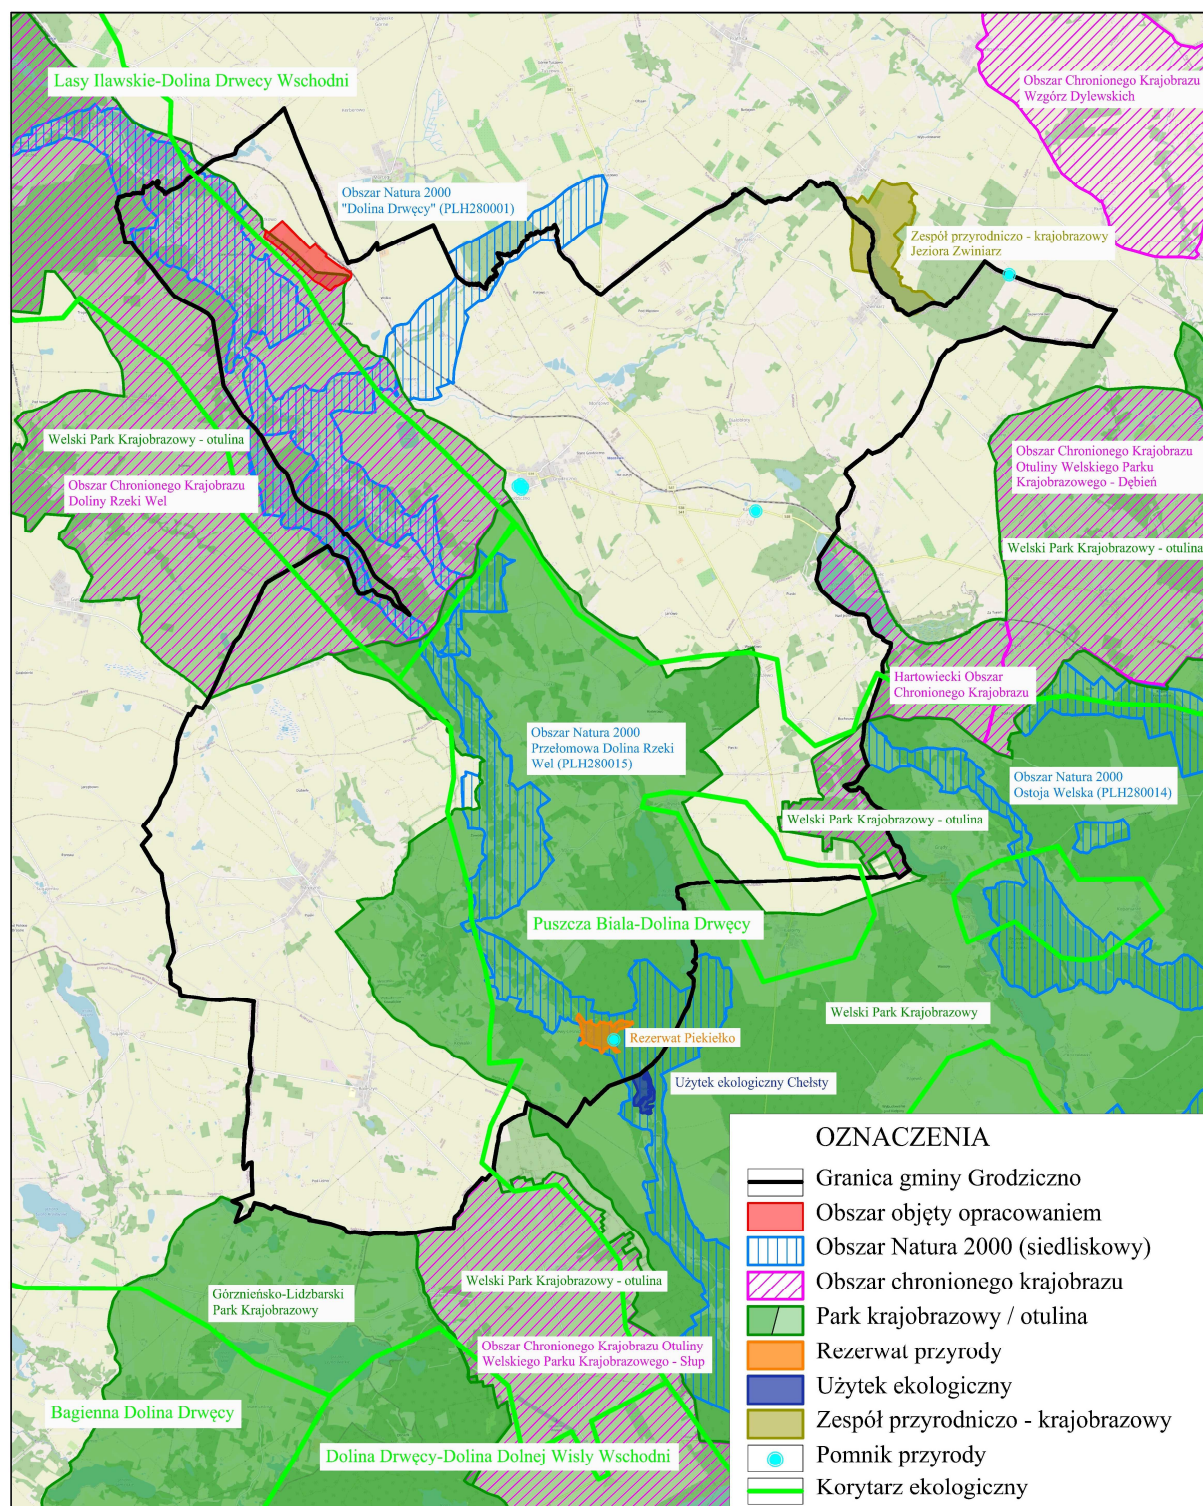 Lasy Iławskie-Dolina Drwęcy Wschodni
Obszar Chronionego Krajobrazu
Wzgórz Dylewskich
Obszar Natura 2000
"Dolina Drwęcy" (PLH280001)
Zespół przyrodniczo - krajobrazowy
Jeziora Zwiniarz
Welski Park Krajobrazowy - otulina
Obszar Chronionego Krajobrazu
Doliny Rzeki Wel
Obszar Chronionego Krajobrazu
Otuliny Welskiego Parku
Krajobrazowego - Dębień
Welski Park Krajobrazowy - otulina
Hartowiecki Obszar
Chronionego Krajobrazu
Obszar Natura 2000
Przełomowa Dolina Rzeki
Wel (PLH280015)
Obszar Natura 2000
Ostoja Welska (PLH280014)
Welski Park Krajobrazowy - otulina
Puszcza Biala-Dolina Drwęcy
Welski Park Krajobrazowy
Rezerwat Piekiełko
Użytek ekologiczny Chełsty
Górznieńsko-Lidzbarski
Park Krajobrazowy
Welski Park Krajobrazowy - otulina
Obszar Chronionego Krajobrazu Otuliny
Welskiego Parku Krajobrazowego - Słup
Bagienna Dolina Drwęcy
Dolina Drwęcy-Dolina Dolnej Wisly Wschodni
OZNACZENIA
Granica gminy Grodziczno
Obszar objęty opracowaniem
Obszar Natura 2000 (siedliskowy)
Obszar chronionego krajobrazu
Park krajobrazowy / otulina
Rezerwat przyrody
Użytek ekologiczny
Zespół przyrodniczo - krajobrazowy
Pomnik przyrody
Korytarz ekologiczny